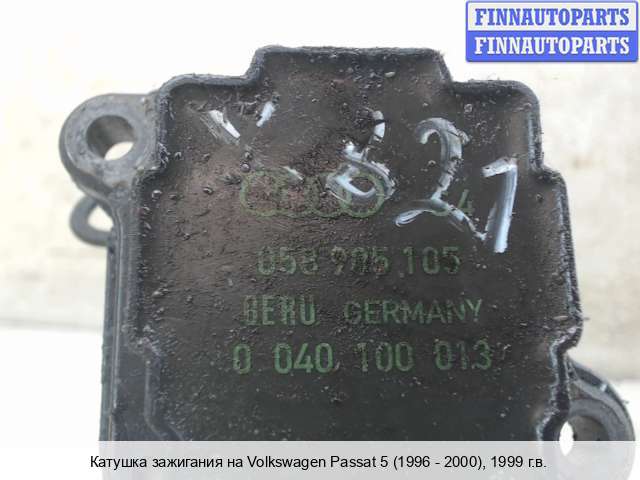 FINNAUTOPARTS
FINNAUTOPARTS
821
058 905 105
BERU GERMANY
0 040 100 013
Катушка зажигания на Volkswagen Passat 5 (1996 - 2000), 1999 г.в.